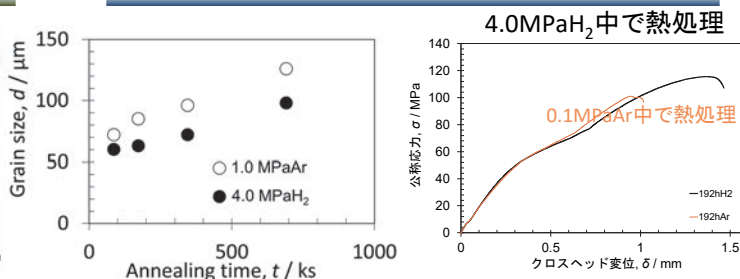 150
100
50
0
Grain size, d / μm
1.0 MPaAr
4.0 MPaH₂
0
500
1000
Annealing time, t / ks
4.0MPaH₂中で熱処理
140
120
100
80
60
40
20
0
公称応力, σ / MPa
0.1MPaAr中で熱処理
192hH2
192hAr
0
0.5
1
1.5
クロスヘッド変位, δ / mm